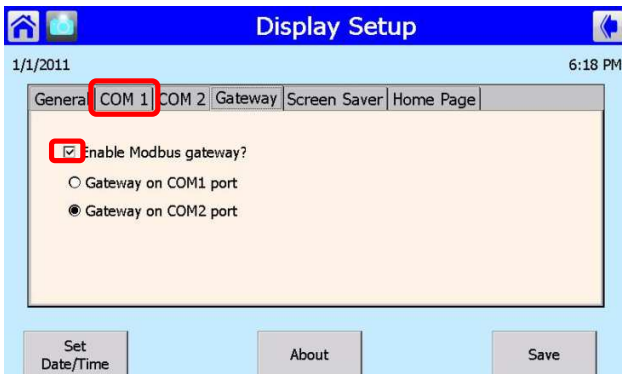 Display Setup
1/1/2011 6:18 PM
General COM 1 COM 2 Gateway Screen Saver Home Page
Enable Modbus gateway?
Gateway on COM1 port
Gateway on COM2 port
Set
Date/Time
About
Save